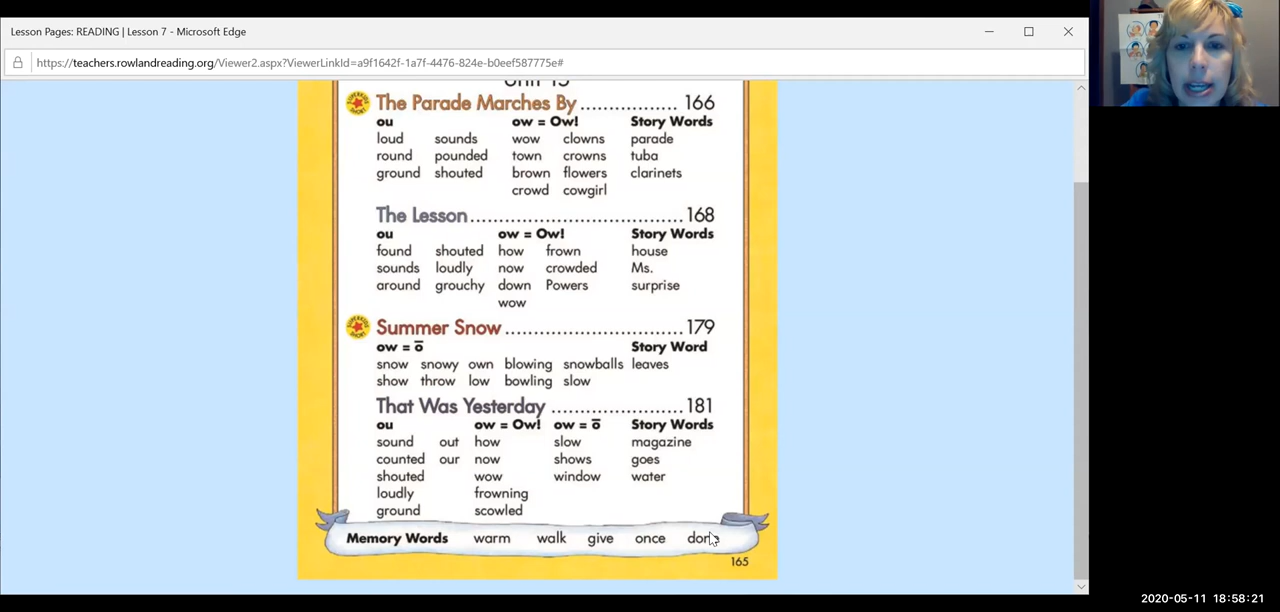 Lesson Pages: READING | Lesson 7 - Microsoft Edge
https://teachers.rowlandreading.org/Viewer2.aspx?ViewerLinkId=a9f1642f-1a7f-4476-824e-b0eef587775e#
The Parade Marches By ................ 166
ou ow = Ow! Story Words
loud sounds wow clowns parade
round pounded town crowns tuba
ground shouted brown flowers clarinets
crowd cowgirl
The Lesson ................................ 168
ou ow = Ow! Story Words
found shouted how frown house
sounds loudly now crowded Ms.
around grouchy down Powers surprise
wow
Summer Snow ........................... 179
ow = ō Story Word
snow snowy own blowing snowballs leaves
show throw low bowling slow
That Was Yesterday ...................... 181
ou ow = Ow! ow = ō Story Words
sound out how slow magazine
counted our now shows goes
shouted wow window water
loudly frowning
ground scowled
Memory Words warm walk give once
165
2020-05-11 18:58:21